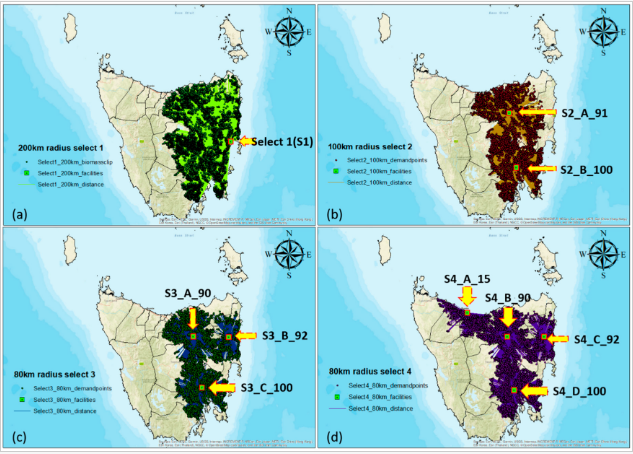 N
W E
S
Select 1(S1)
200km radius select 1
Select1_200km_biomassclip
Select1_200km_facilities
Select1_200km_distance
(a)
N
W E
S
S2_A_91
100km radius select 2
Select2_100km_demandpoints
Select2_100km_facilities
Select2_100km_distance
S2_B_100
(b)
N
W E
S
S3_A_90
S3_B_92
80km radius select 3
Select3_80km_demandpoints
Select3_80km_facilities
Select3_80km_distance
S3_C_100
(c)
N
W E
S
S4_A_15
S4_B_90
S4_C_92
80km radius select 4
Select4_80km_demandpoints
Select4_80km_facilities
Select4_80km_distance
S4_D_100
(d)